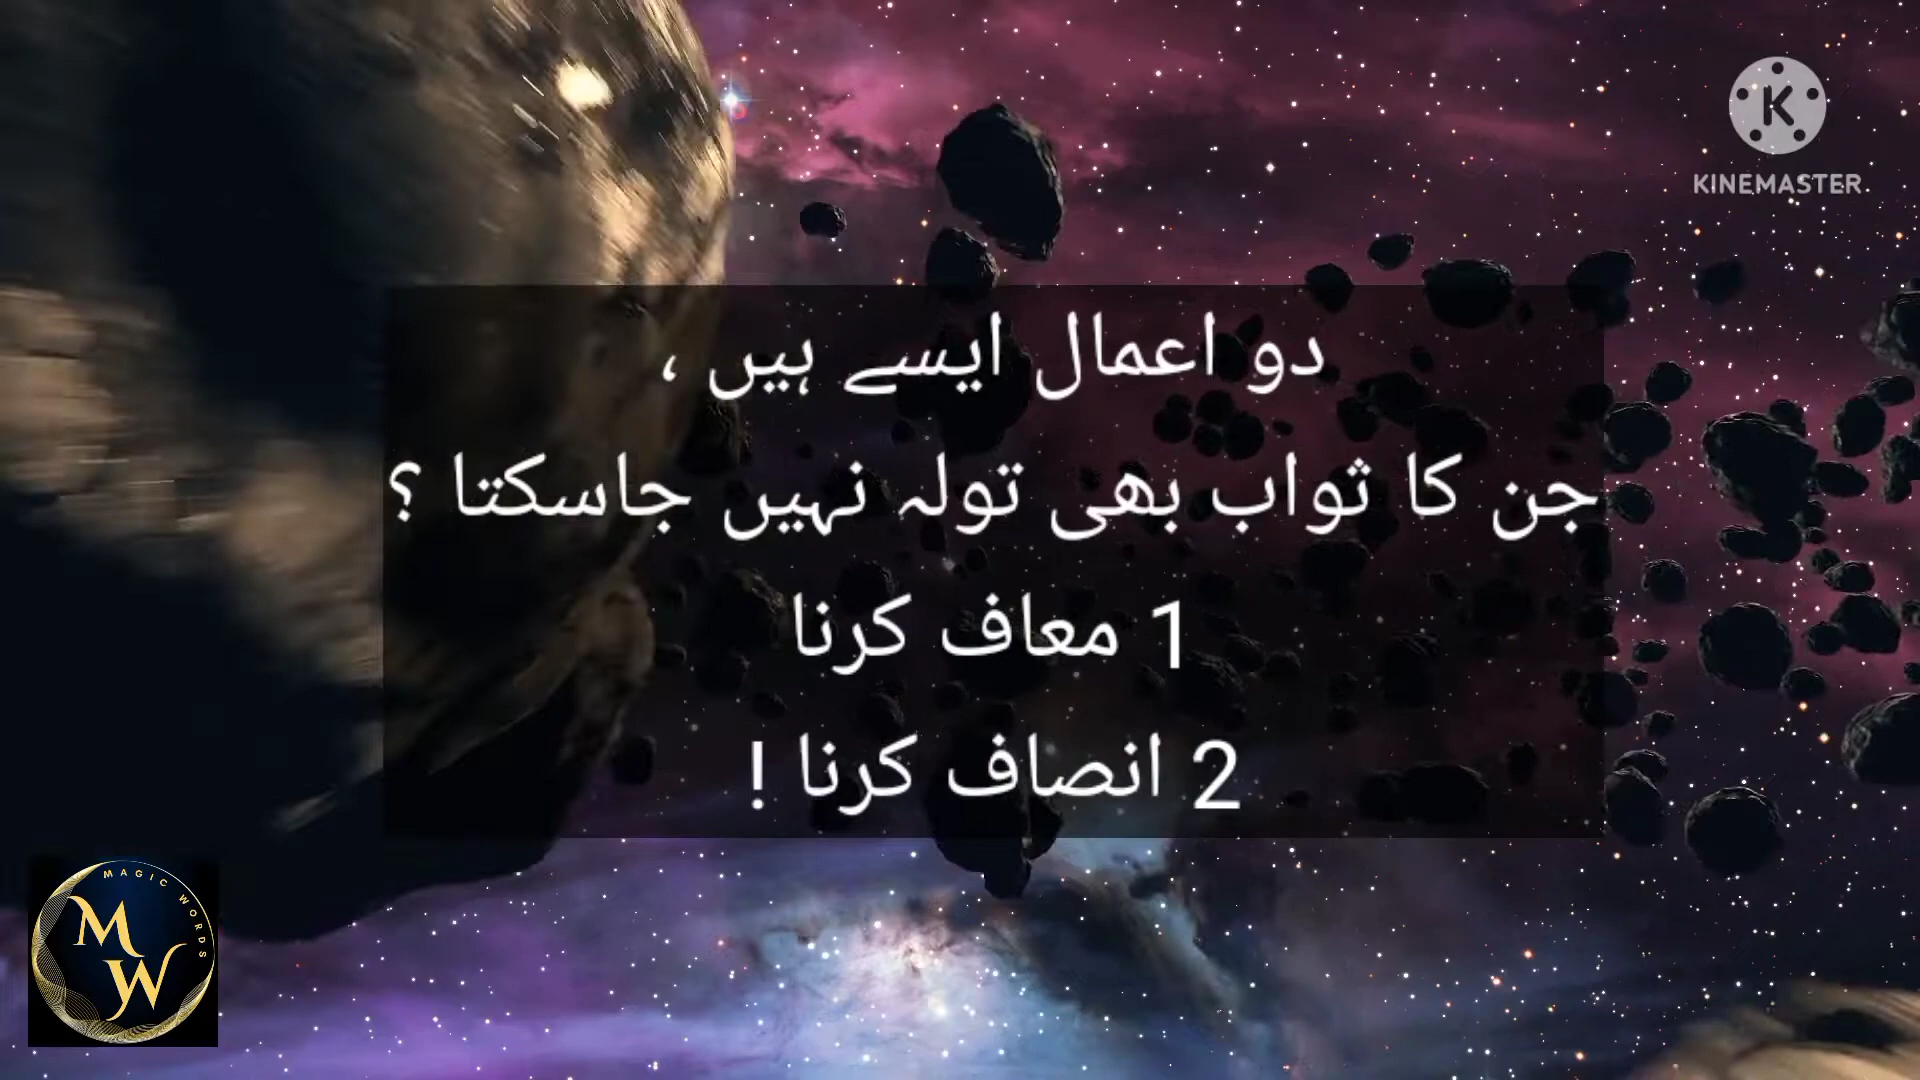 KINEMASTER
دو اعمال ایسے ہیں ،
جن کا ثواب بھی تولہ نہیں جاسکتا ؟
1 معاف کرنا
2 انصاف کرنا !
MAGIC WORDS
MW